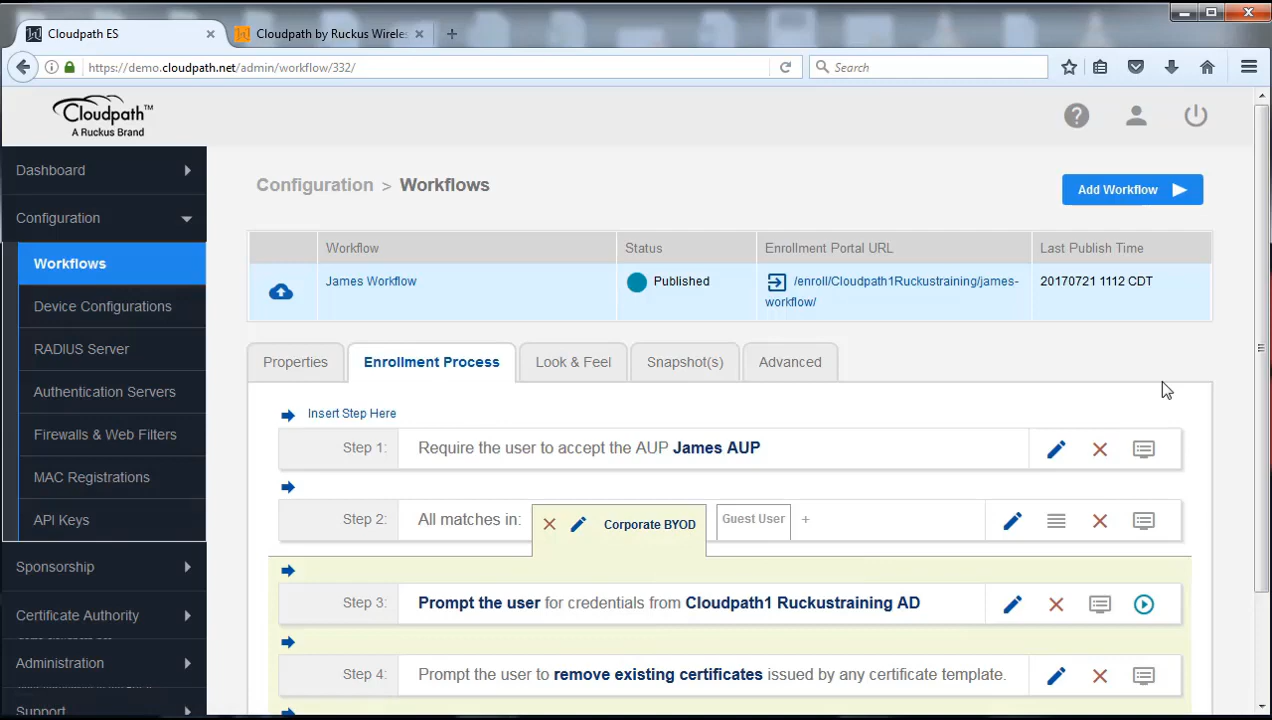 Cloudpath ES
Cloudpath by Ruckus Wirele
https://demo.cloudpath.net/admin/workflow/332/
Search
Cloudpath™
A Ruckus Brand
Dashboard
Configuration
Workflows
Device Configurations
RADIUS Server
Authentication Servers
Firewalls & Web Filters
MAC Registrations
API Keys
Sponsorship
Certificate Authority
Administration
Support
Configuration > Workflows
Add Workflow
Workflow Status Enrollment Portal URL Last Publish Time
James Workflow Published /enroll/Cloudpath1Ruckustraining/james- 20170721 1112 CDT
workflow/
Properties Enrollment Process Look & Feel Snapshot(s) Advanced
Insert Step Here
Step 1: Require the user to accept the AUP James AUP
Step 2: All matches in: Corporate BYOD Guest User +
Step 3: Prompt the user for credentials from Cloudpath1 Ruckustraining AD
Step 4: Prompt the user to remove existing certificates issued by any certificate template.